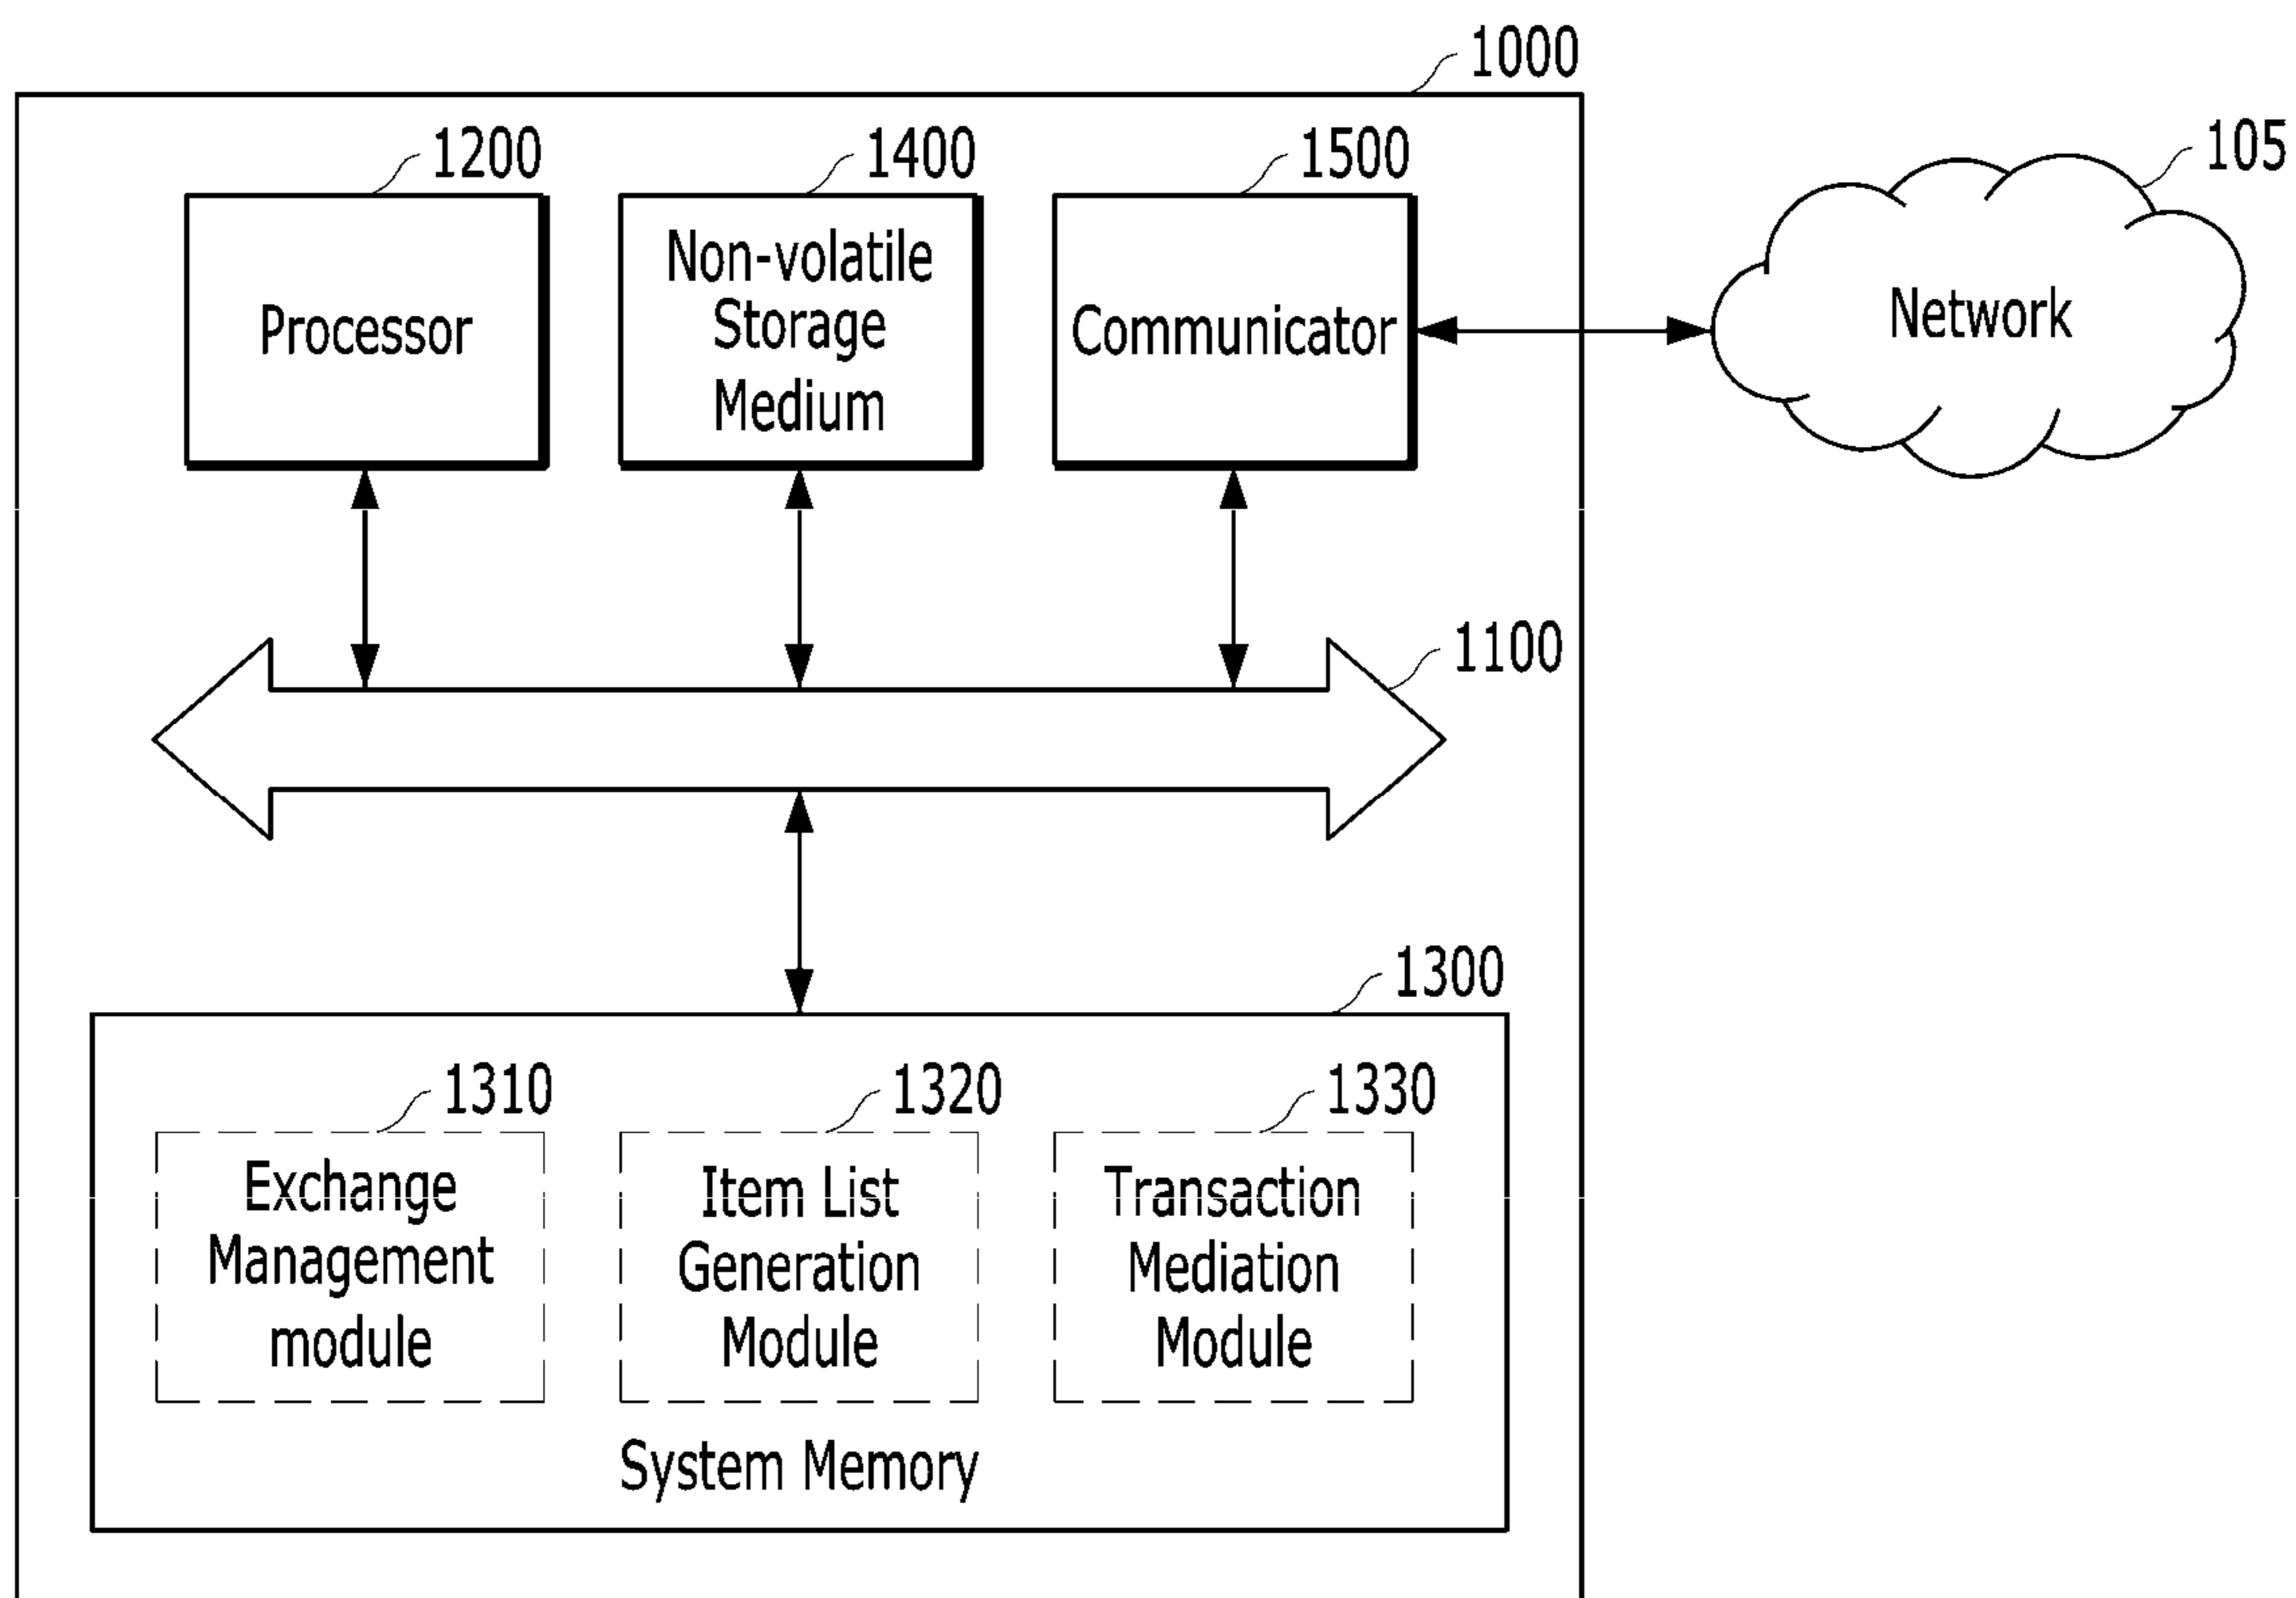 1000
105
1200
1400
1500
Processor
Non-volatile
Storage
Medium
Communicator
Network
1100
1300
1310
1320
1330
Exchange
Management
module
Item List
Generation
Module
Transaction
Mediation
Module
System Memory